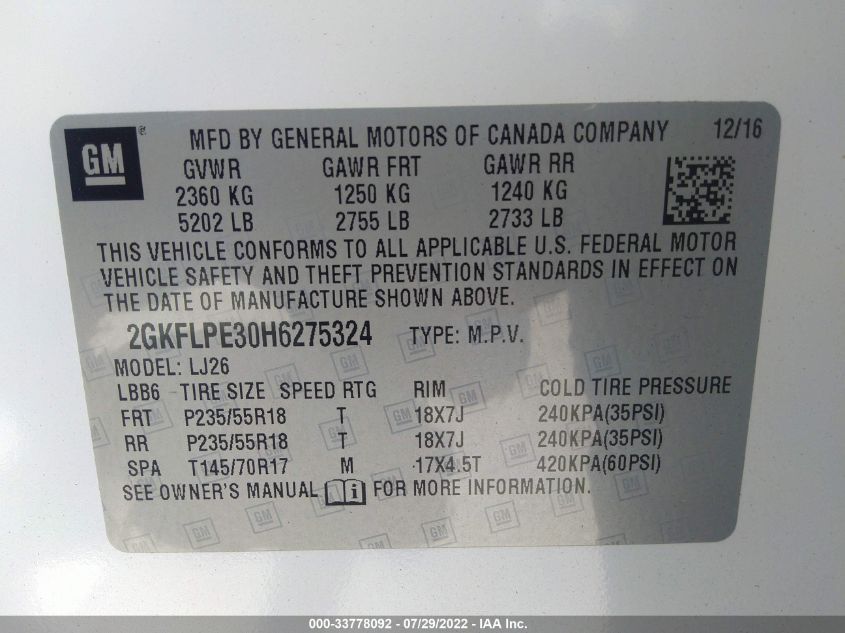 GM ® MFD BY GENERAL MOTORS OF CANADA COMPANY 12/16
GVWR GAWR FRT GAWR RR
2360 KG 1250 KG 1240 KG
5202 LB 2755 LB 2733 LB
THIS VEHICLE CONFORMS TO ALL APPLICABLE U.S. FEDERAL MOTOR
VEHICLE SAFETY AND THEFT PREVENTION STANDARDS IN EFFECT ON
THE DATE OF MANUFACTURE SHOWN ABOVE.
2GKFLPE30H6275324 TYPE: M.P.V.
MODEL: LJ26
LBB6 TIRE SIZE SPEED RTG RIM COLD TIRE PRESSURE
FRT P235/55R18 T 18X7J 240KPA(35PSI)
RR P235/55R18 T 18X7J 240KPA(35PSI)
SPA T145/70R17 M 17X4.5T 420KPA(60PSI)
SEE OWNER'S MANUAL i FOR MORE INFORMATION.
000-33778092 - 07/29/2022 - IAA Inc.